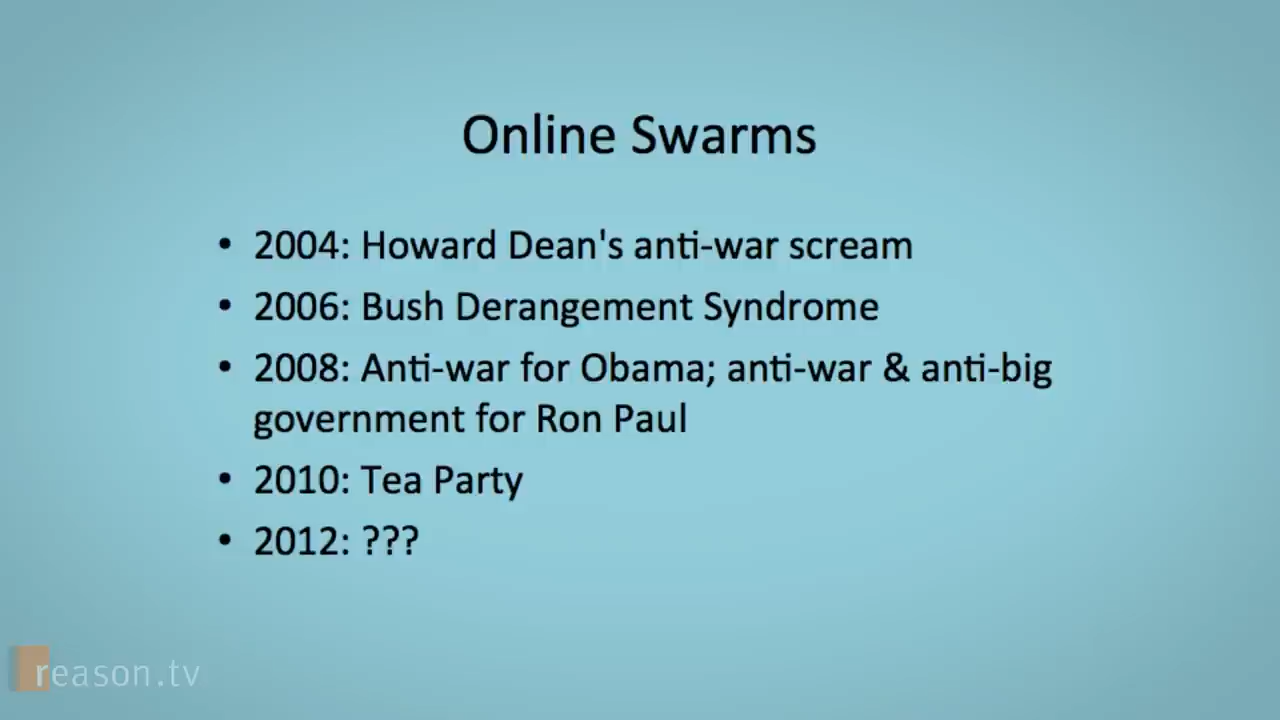 Online Swarms
• 2004: Howard Dean's anti-war scream
• 2006: Bush Derangement Syndrome
• 2008: Anti-war for Obama; anti-war & anti-big
government for Ron Paul
• 2010: Tea Party
• 2012: ???
reason.tv